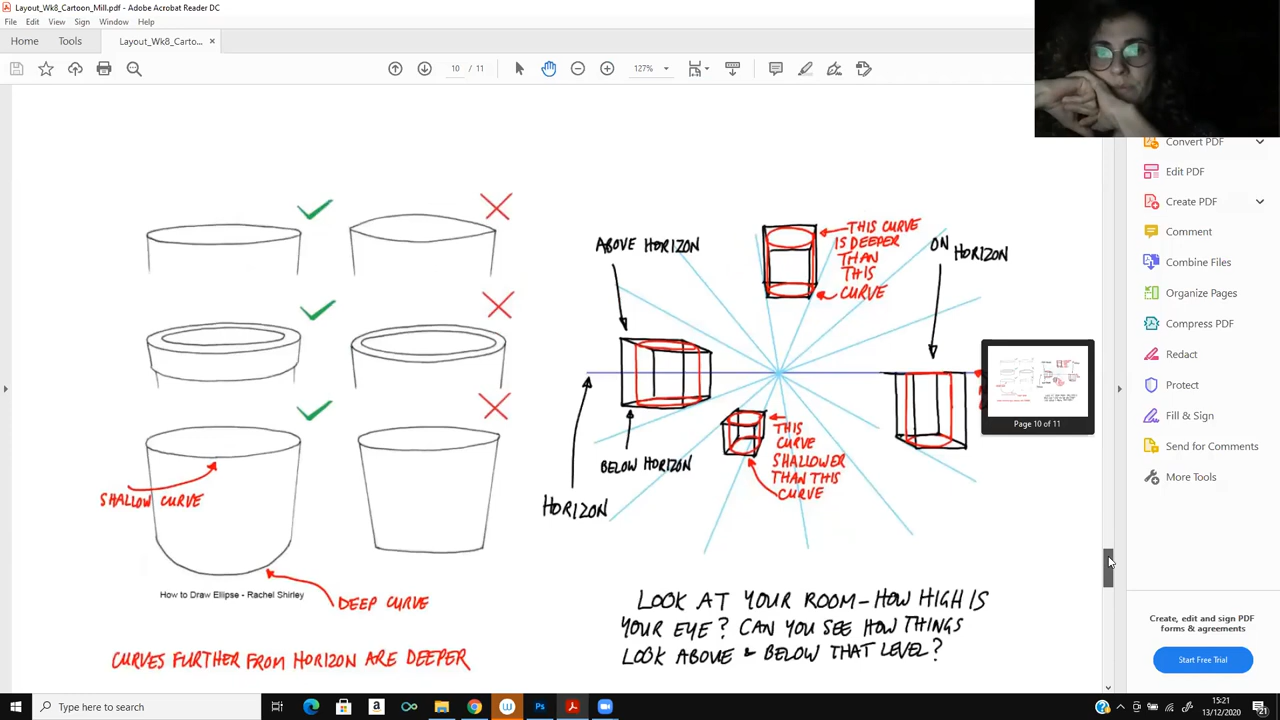 Layout_Wk8_Cartoon_Mill.pdf - Adobe Acrobat Reader DC
File Edit View Sign Window Help
Home Tools Layout_Wk8_Carto... ×
10 / 11 127%
Convert PDF
Edit PDF
Create PDF
Comment
Combine Files
Organize Pages
Compress PDF
Redact
Protect
Fill & Sign
Send for Comments
More Tools
Create, edit and sign PDF
forms & agreements
Start Free Trial
SHALLOW CURVE
How to Draw Ellipse - Rachel Shirley
DEEP CURVE
CURVES FURTHER FROM HORIZON ARE DEEPER
ABOVE HORIZON
THIS CURVE
IS DEEPER
THAN
THIS
CURVE
ON HORIZON
BELOW HORIZON
HORIZON
THIS
CURVE
SHALLOWER
THAN THIS
CURVE
Page 10 of 11
LOOK AT YOUR ROOM - HOW HIGH IS
YOUR EYE? CAN YOU SEE HOW THINGS
LOOK ABOVE & BELOW THAT LEVEL?
Type here to search
15:21
13/12/2020
21